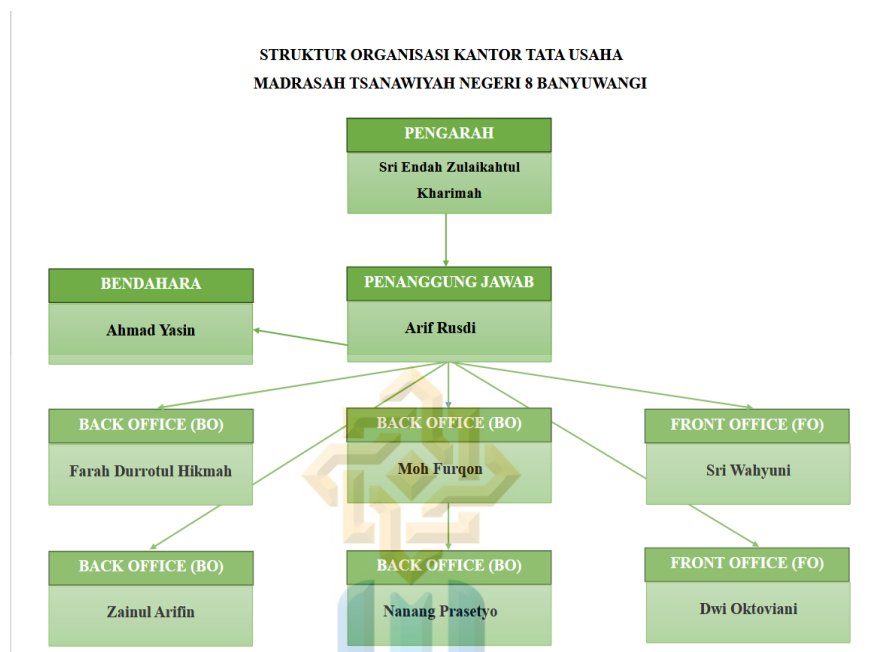 STRUKTUR ORGANISASI KANTOR TATA USAHA
MADRASAH TSANAWIYAH NEGERI 8 BANYUWANGI
PENGARAH
Sri Endah Zulaikahtul
Kharimah
BENDAHARA
Ahmad Yasin
PENANGGUNG JAWAB
Arif Rusdi
BACK OFFICE (BO)
Farah Durrotul Hikmah
BACK OFFICE (BO)
Moh Furqon
FRONT OFFICE (FO)
Sri Wahyuni
BACK OFFICE (BO)
Zainul Arifin
BACK OFFICE (BO)
Nanang Prasetyo
FRONT OFFICE (FO)
Dwi Oktoviani